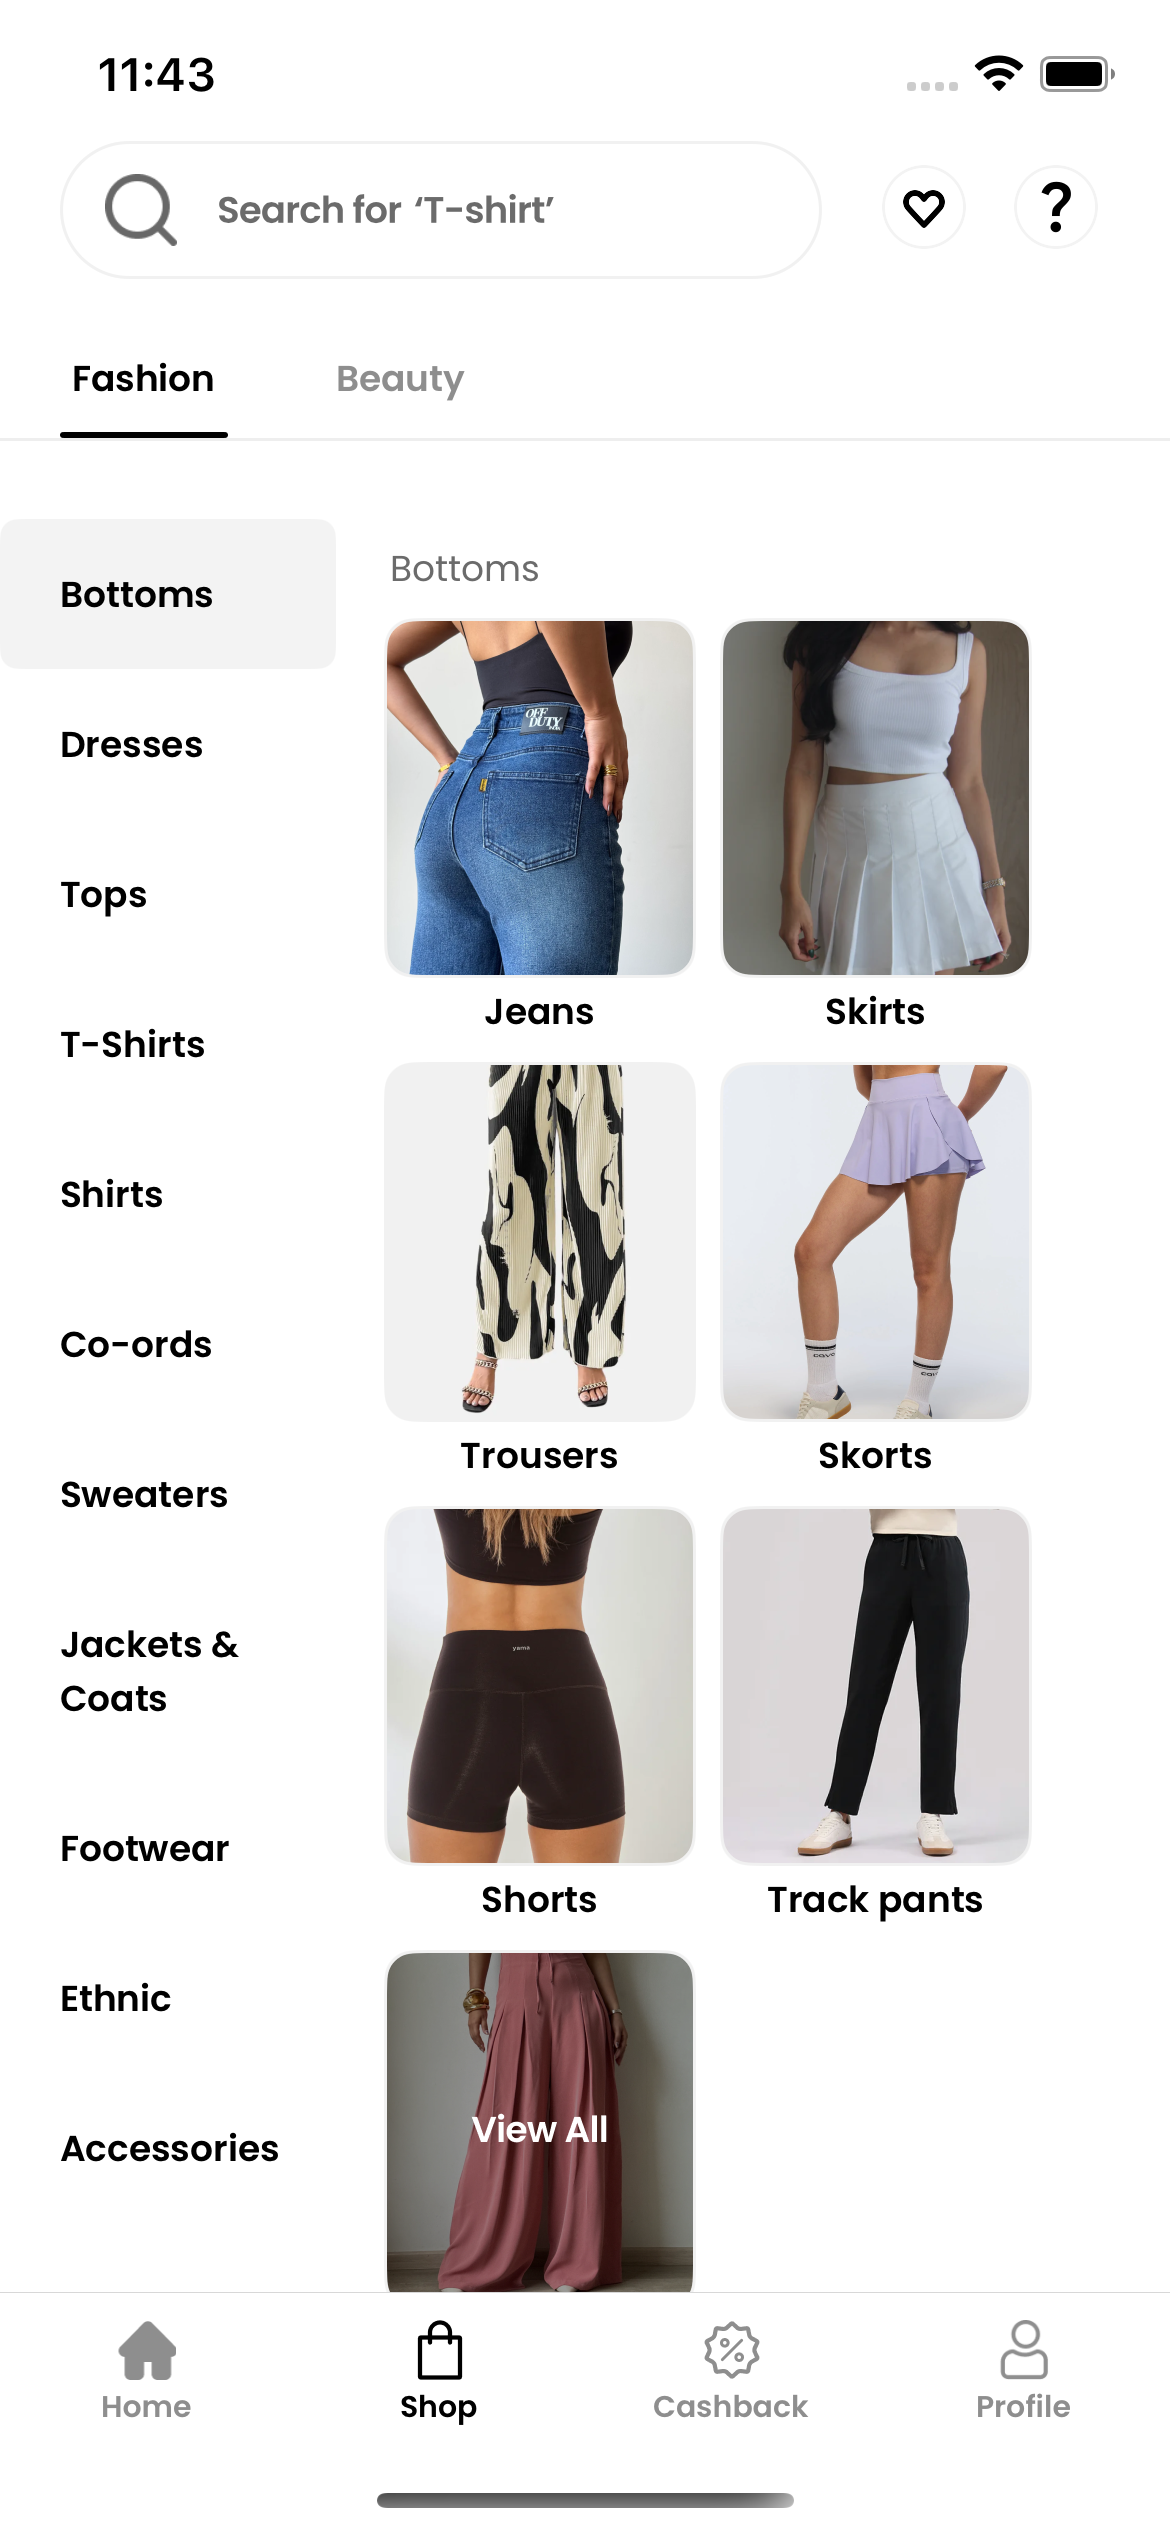 11:43
Search for ‘T-shirt’
?
Fashion
Beauty
Bottoms
Dresses
Tops
T-Shirts
Shirts
Co-ords
Sweaters
Jackets &
Coats
Footwear
Ethnic
Accessories
Bottoms
OFF
DUTY
Jeans
Skirts
Trousers
Skorts
yama
Shorts
Track pants
View All
Home
Shop
Cashback
Profile